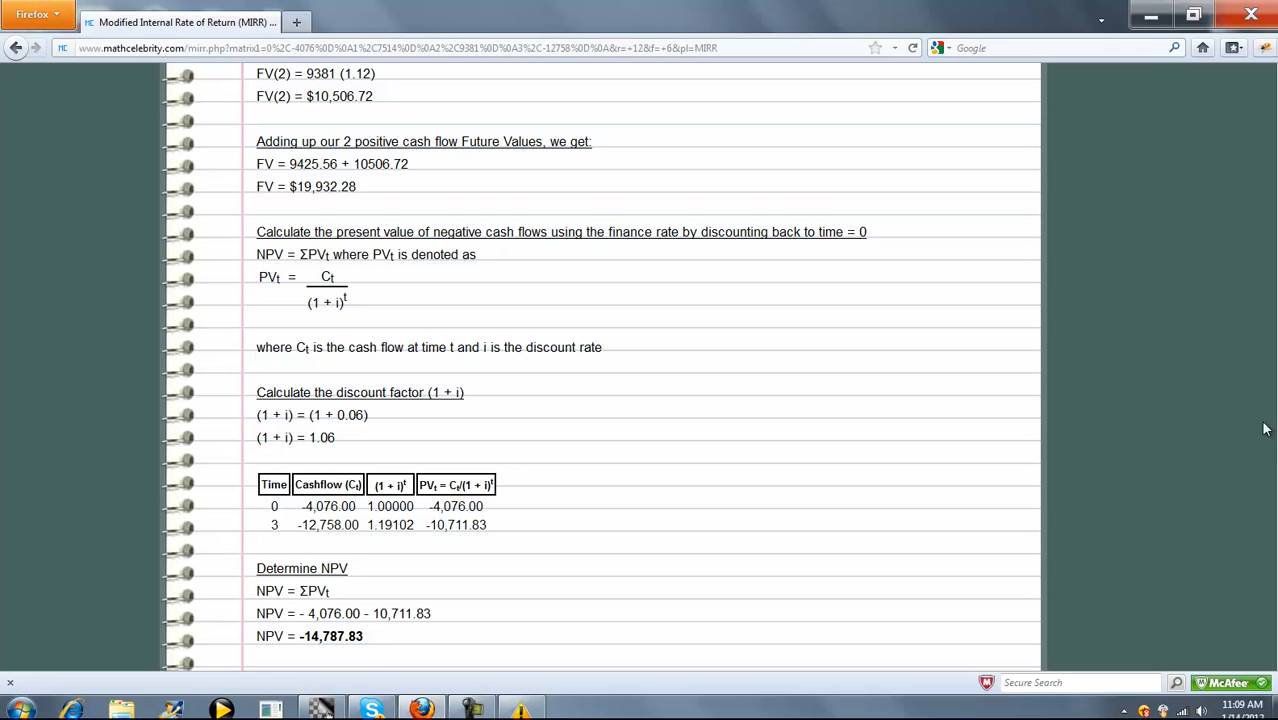 Firefox
Modified Internal Rate of Return (MIRR) ...
www.mathcelebrity.com/mirr.php?matrix1=0%2C-4076%0D%0A1%2C7514%0D%0A2%2C9381%0D%0A3%2C-12758%0D%0A&r=+12&f=+6&pl=MIRR
Google
FV(2) = 9381 (1.12)
FV(2) = $10,506.72
Adding up our 2 positive cash flow Future Values, we get:
FV = 9425.56 + 10506.72
FV = $19,932.28
Calculate the present value of negative cash flows using the finance rate by discounting back to time = 0
NPV = ΣPVt where PVt is denoted as
PVt = Ct
(1 + i)^t
where Ct is the cash flow at time t and i is the discount rate
Calculate the discount factor (1 + i)
(1 + i) = (1 + 0.06)
(1 + i) = 1.06
Time Cashflow (Ct) (1 + i)^t PVt = Ct/(1 + i)^t
0 -4,076.00 1.00000 -4,076.00
3 -12,758.00 1.19102 -10,711.83
Determine NPV
NPV = ΣPVt
NPV = - 4,076.00 - 10,711.83
NPV = -14,787.83
Secure Search
McAfee
11:09 AM
1/14/2012